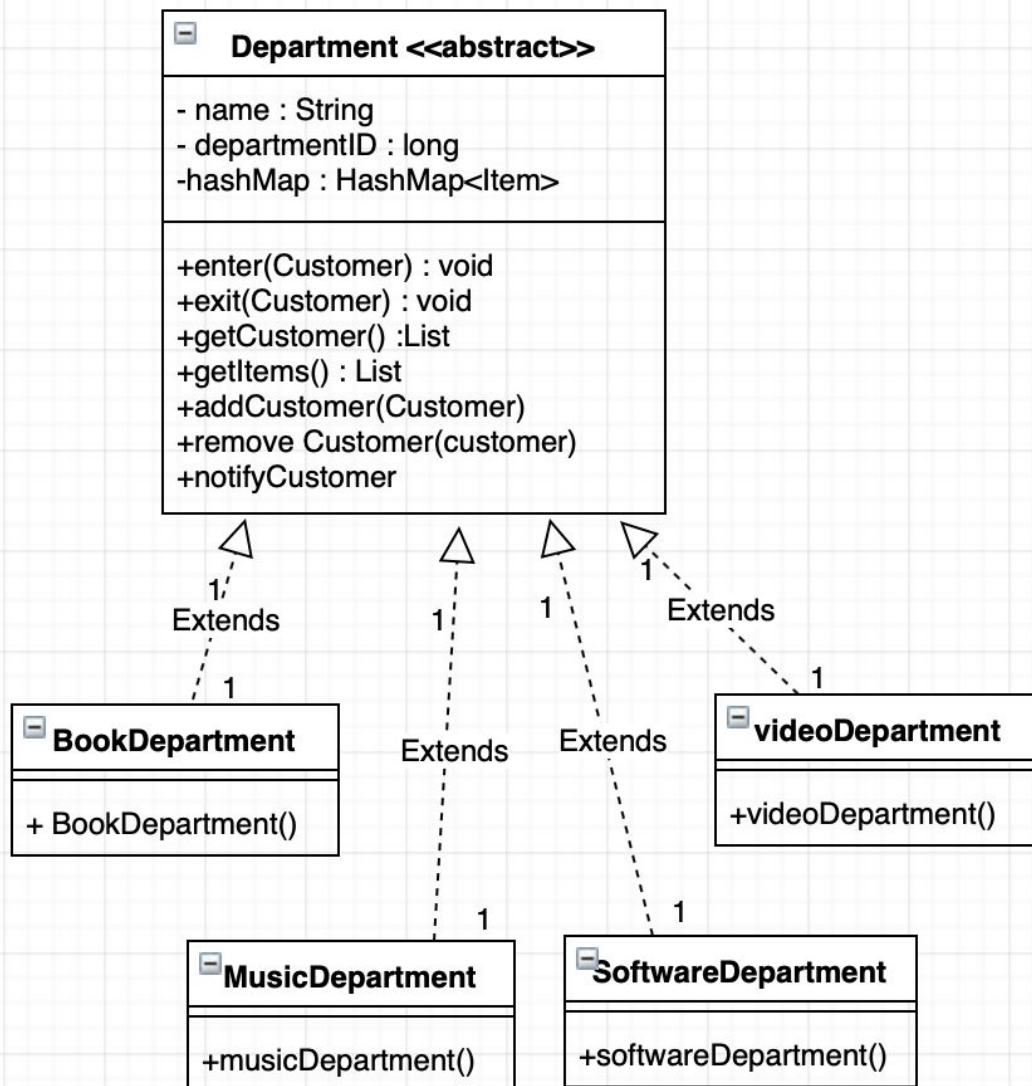 Department <<abstract>>
- name : String
- departmentID : long
-hashMap : HashMap<Item>
+enter(Customer) : void
+exit(Customer) : void
+getCustomer() :List
+getItems() : List
+addCustomer(Customer)
+remove Customer(customer)
+notifyCustomer
1
Extends
1
1
Extends
1
1
Extends
1
1
Extends
1
BookDepartment
+ BookDepartment()
videoDepartment
+videoDepartment()
MusicDepartment
+musicDepartment()
SoftwareDepartment
+softwareDepartment()